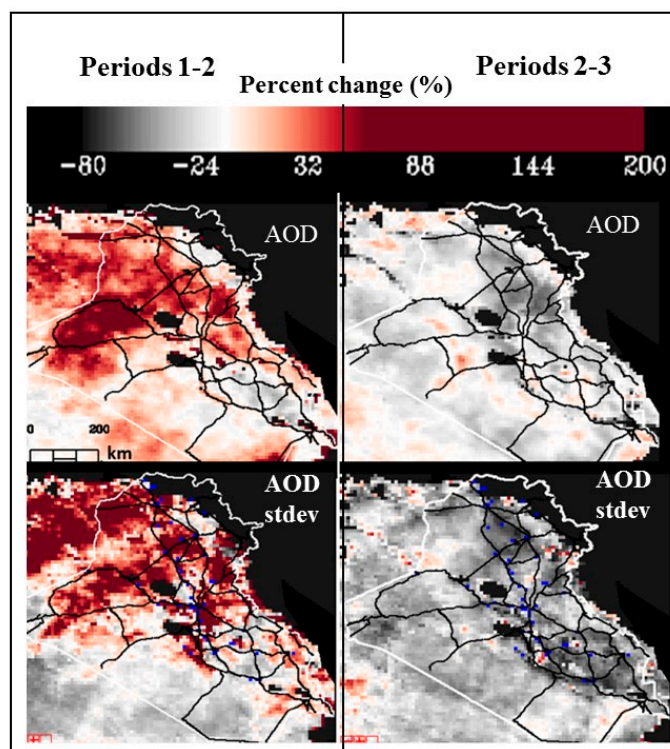 Periods 1-2
Periods 2-3
Percent change (%)
-80 -24 32 88 144 200
AOD
AOD
0 200
km
AOD
stdev
AOD
stdev